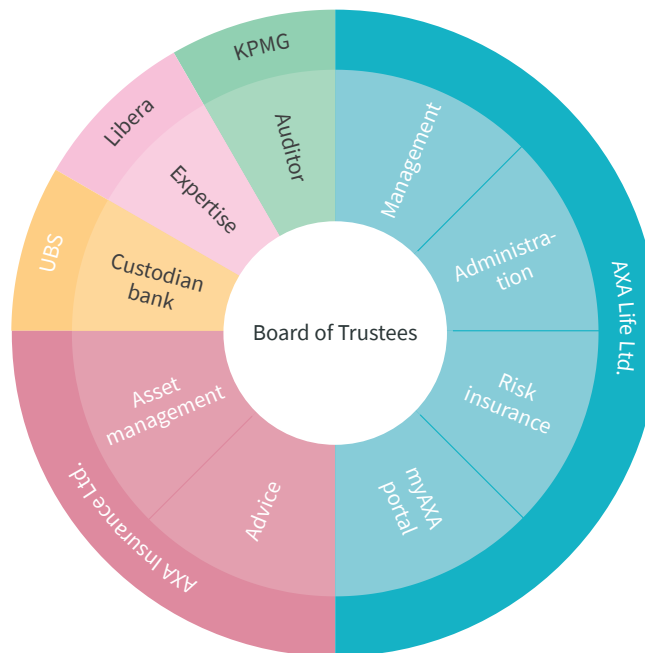 KPMG
Libera
UBS
Auditor
Expertise
Custodian
bank
Management
Administra-
tion
Risk
insurance
myAXA
portal
Advice
Asset
management
Board of Trustees
AXA Life Ltd.
AXA Insurance Ltd.